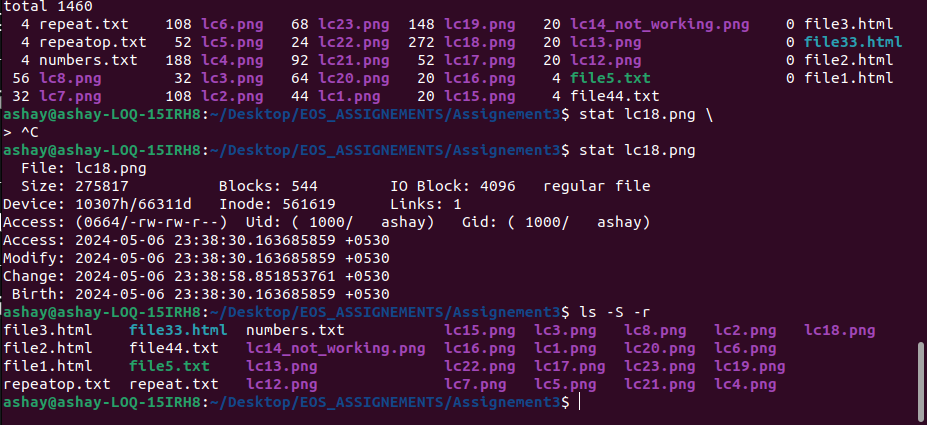 total 1460
  4 repeat.txt     108 lc6.png    68 lc23.png  148 lc19.png   20 lc14_not_working.png    0 file3.html
  4 repeatop.txt    52 lc5.png    24 lc22.png  272 lc18.png   20 lc13.png                0 file33.html
  4 numbers.txt    188 lc4.png    92 lc21.png   52 lc17.png   20 lc12.png                0 file2.html
 56 lc8.png         32 lc3.png    64 lc20.png   20 lc16.png    4 file5.txt               0 file1.html
 32 lc7.png        108 lc2.png    44 lc1.png    20 lc15.png    4 file44.txt
ashay@ashay-LOQ-15IRH8:~/Desktop/EOS_ASSIGNEMENTS/Assignement3$ stat lc18.png \
> ^C
ashay@ashay-LOQ-15IRH8:~/Desktop/EOS_ASSIGNEMENTS/Assignement3$ stat lc18.png
  File: lc18.png
  Size: 275817          Blocks: 544        IO Block: 4096   regular file
Device: 10307h/66311d   Inode: 561619      Links: 1
Access: (0664/-rw-rw-r--)  Uid: ( 1000/   ashay)   Gid: ( 1000/   ashay)
Access: 2024-05-06 23:38:30.163685859 +0530
Modify: 2024-05-06 23:38:30.163685859 +0530
Change: 2024-05-06 23:38:58.851853761 +0530
 Birth: 2024-05-06 23:38:30.163685859 +0530
ashay@ashay-LOQ-15IRH8:~/Desktop/EOS_ASSIGNEMENTS/Assignement3$ ls -S -r
file3.html    file33.html  numbers.txt           lc15.png  lc3.png   lc8.png   lc2.png   lc18.png
file2.html    file44.txt   lc14_not_working.png  lc16.png  lc1.png   lc20.png  lc6.png
file1.html    file5.txt    lc13.png              lc22.png  lc17.png  lc23.png  lc19.png
repeatop.txt  repeat.txt   lc12.png              lc7.png   lc5.png   lc21.png  lc4.png
ashay@ashay-LOQ-15IRH8:~/Desktop/EOS_ASSIGNEMENTS/Assignement3$